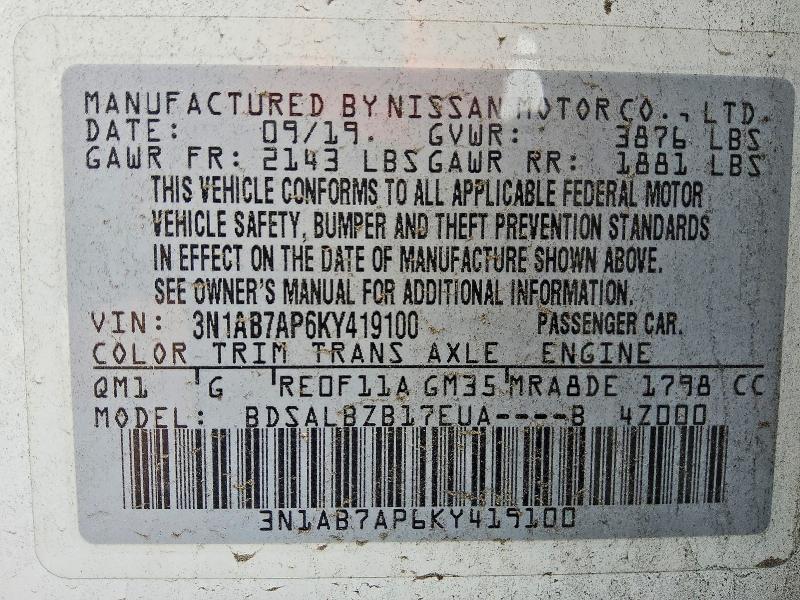 MANUFACTURED BY NISSAN MOTOR CO., LTD.
DATE: 09/19. GVWR: 3876 LBS
GAWR FR: 2143 LBS GAWR RR: 1881 LBS
THIS VEHICLE CONFORMS TO ALL APPLICABLE FEDERAL MOTOR
VEHICLE SAFETY, BUMPER AND THEFT PREVENTION STANDARDS
IN EFFECT ON THE DATE OF MANUFACTURE SHOWN ABOVE.
SEE OWNER'S MANUAL FOR ADDITIONAL INFORMATION.
VIN: 3N1AB7AP6KY419100 PASSENGER CAR.
COLOR TRIM TRANS AXLE ENGINE
QM1 G RE0F11A GM35 MRA8DE 1798 CC
MODEL: BDSALBZB17EUA----B 4Z000
3N1AB7AP6KY419100